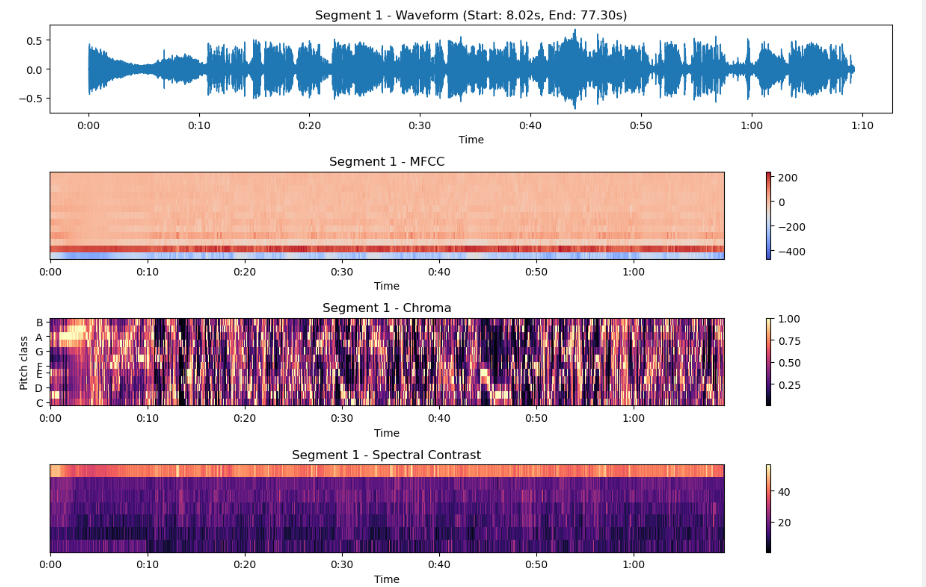 Segment 1 - Waveform (Start: 8.02s, End: 77.30s)
0.5
0.0
−0.5
0:00 0:10 0:20 0:30 0:40 0:50 1:00 1:10
Time
Segment 1 - MFCC
200
0
−200
−400
0:00 0:10 0:20 0:30 0:40 0:50 1:00
Time
Segment 1 - Chroma
Pitch class
B
A
G
F
E
D
C
1.00
0.75
0.50
0.25
0:00 0:10 0:20 0:30 0:40 0:50 1:00
Time
Segment 1 - Spectral Contrast
40
20
0:00 0:10 0:20 0:30 0:40 0:50 1:00
Time